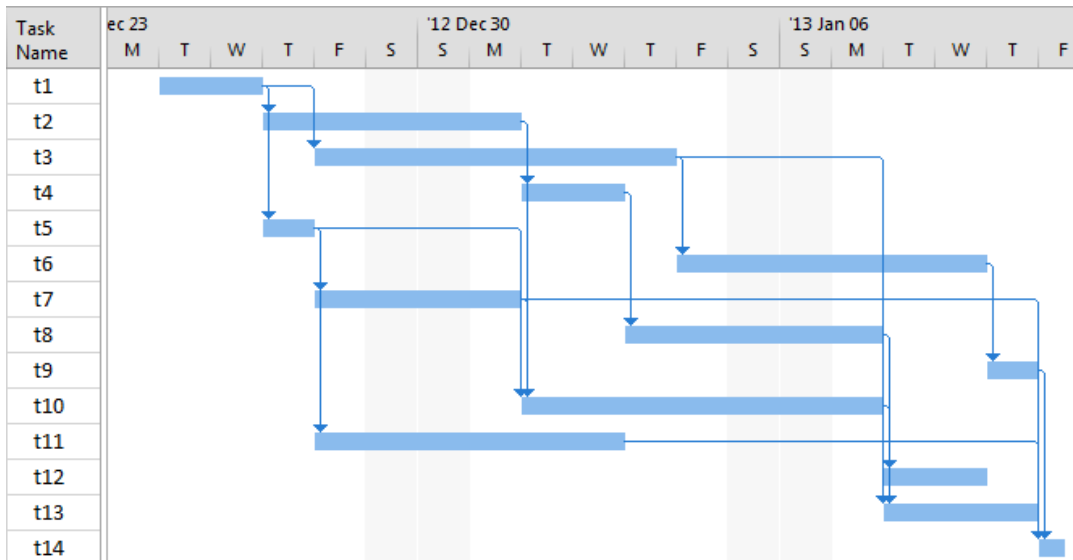 Task Name
ec 23 '12 Dec 30 '13 Jan 06
M T W T F S S M T W T F S S M T W T F
t1
t2
t3
t4
t5
t6
t7
t8
t9
t10
t11
t12
t13
t14